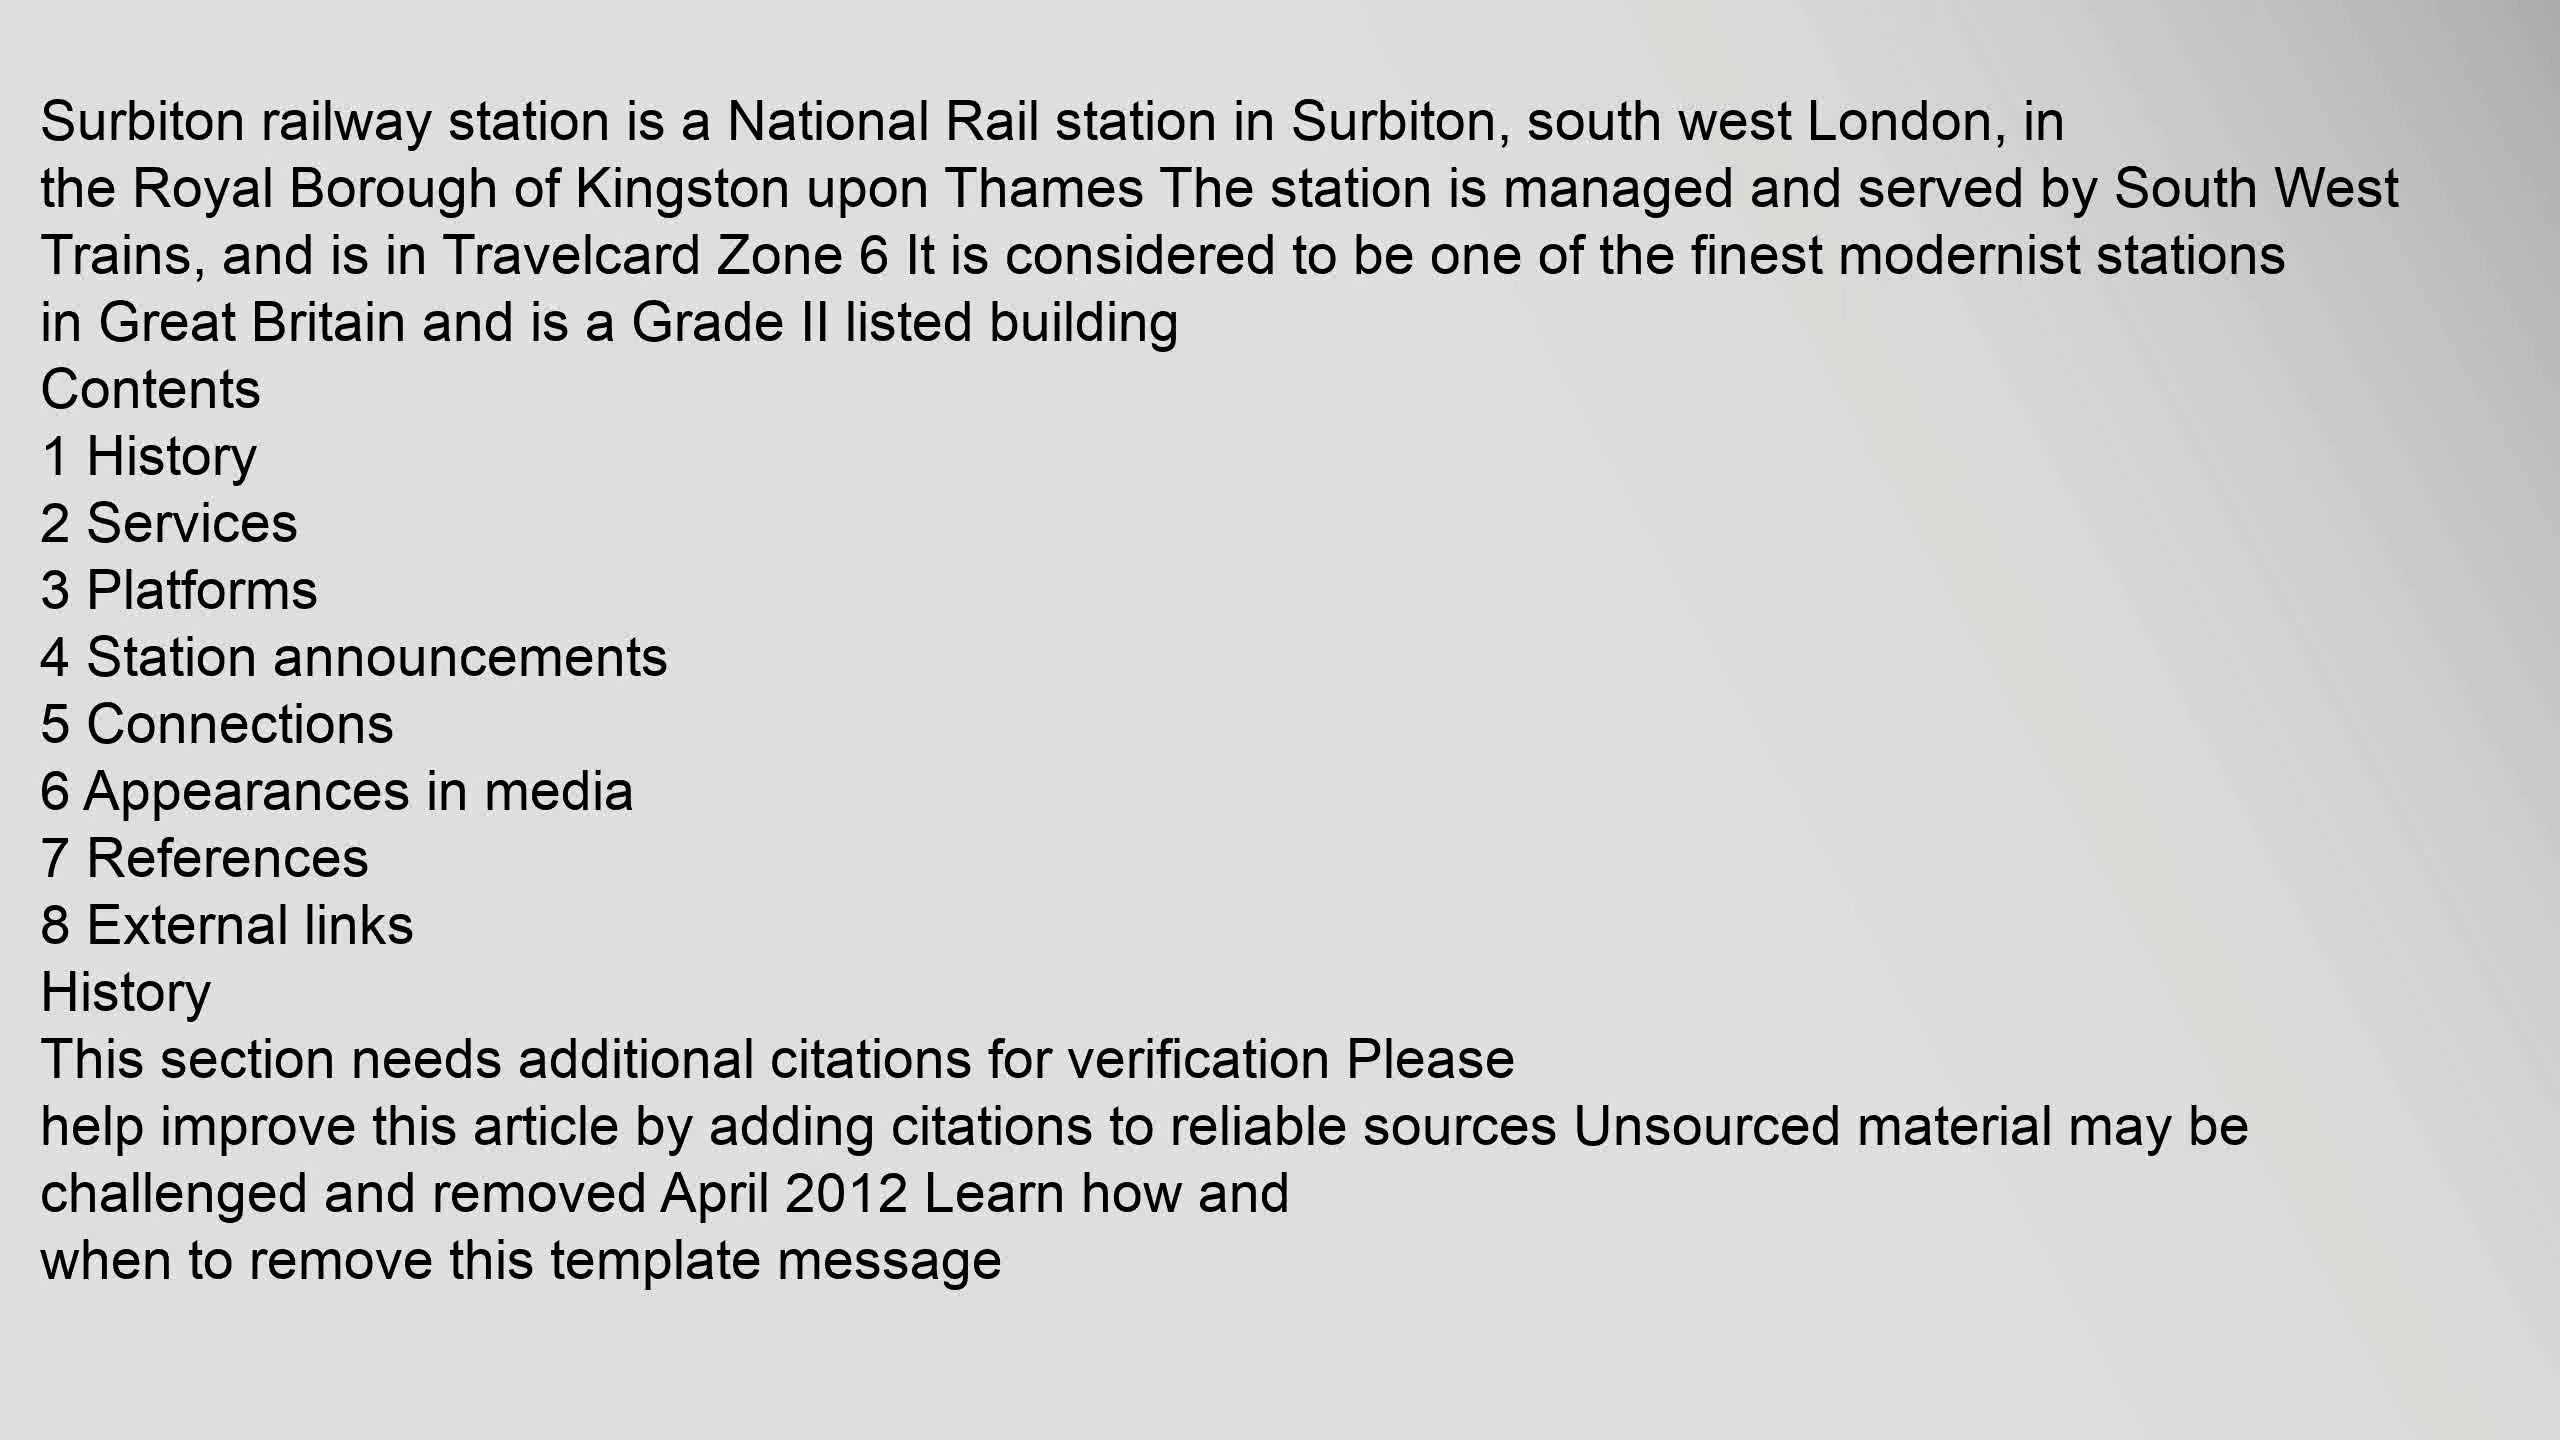 Surbiton railway station is a National Rail station in Surbiton, south west London, in
the Royal Borough of Kingston upon Thames The station is managed and served by South West
Trains, and is in Travelcard Zone 6 It is considered to be one of the finest modernist stations
in Great Britain and is a Grade II listed building
Contents
1 History
2 Services
3 Platforms
4 Station announcements
5 Connections
6 Appearances in media
7 References
8 External links
History
This section needs additional citations for verification Please
help improve this article by adding citations to reliable sources Unsourced material may be
challenged and removed April 2012 Learn how and
when to remove this template message